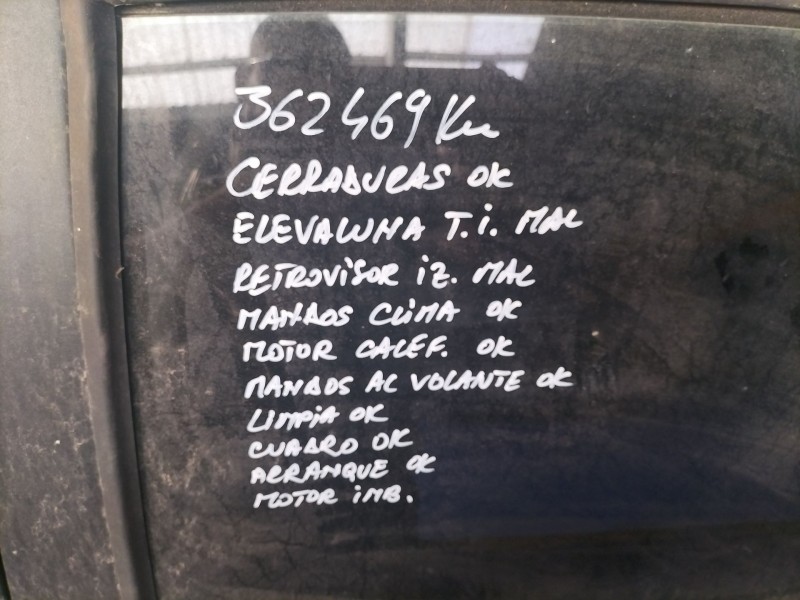 362469 Km
CERRADURAS OK
ELEVALUNA T.i. MAL
RETROVISOR iZ. MAL
MANDOS CLIMA OK
MOTOR CALEF. OK
MANDOS AL VOLANTE OK
LIMPIA OK
CUADRO OK
ARRANQUE OK
MOTOR INB.